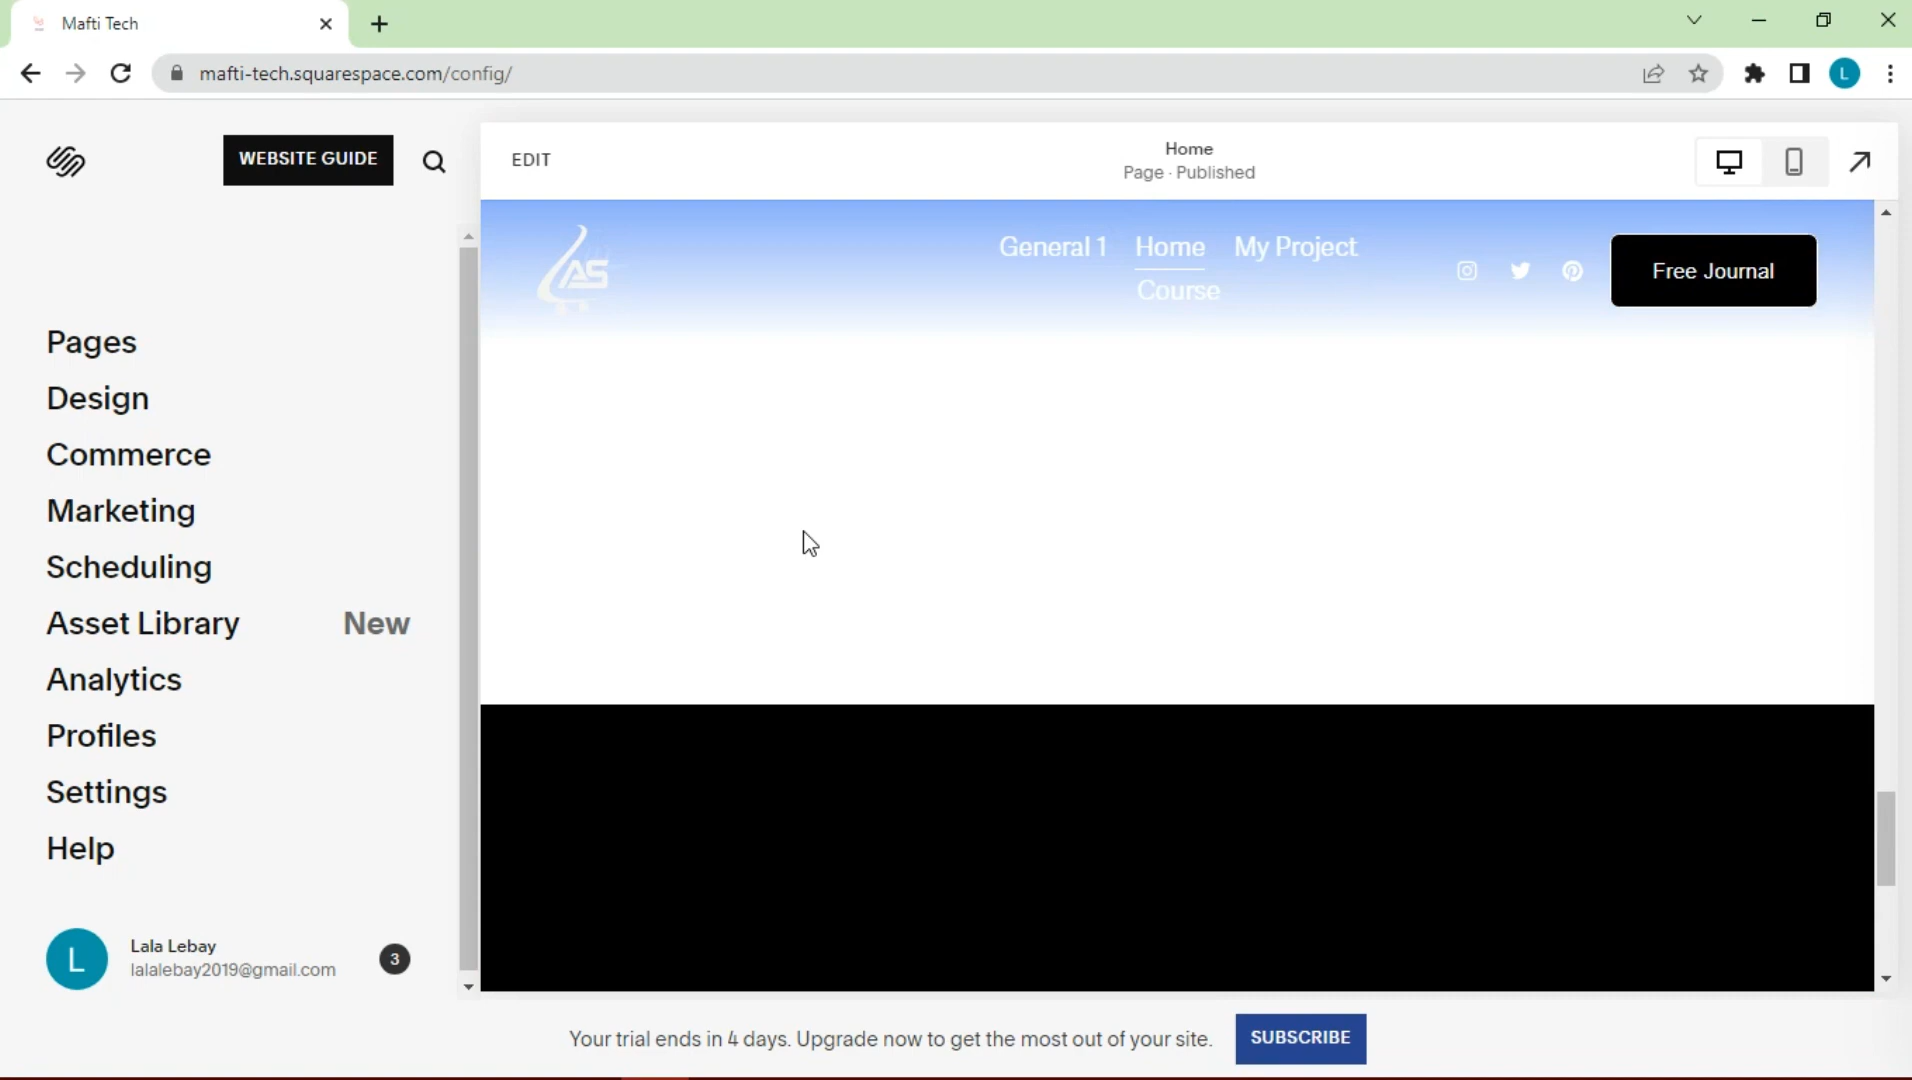 Mafti Tech
mafti-tech.squarespace.com/config/
L
WEBSITE GUIDE
EDIT
Home
Page · Published
AS
General 1 Home My Project
Course
Free Journal
Pages
Design
Commerce
Marketing
Scheduling
Asset Library New
Analytics
Profiles
Settings
Help
L
Lala Lebay
lalalebay2019@gmail.com
3
Your trial ends in 4 days. Upgrade now to get the most out of your site.
SUBSCRIBE